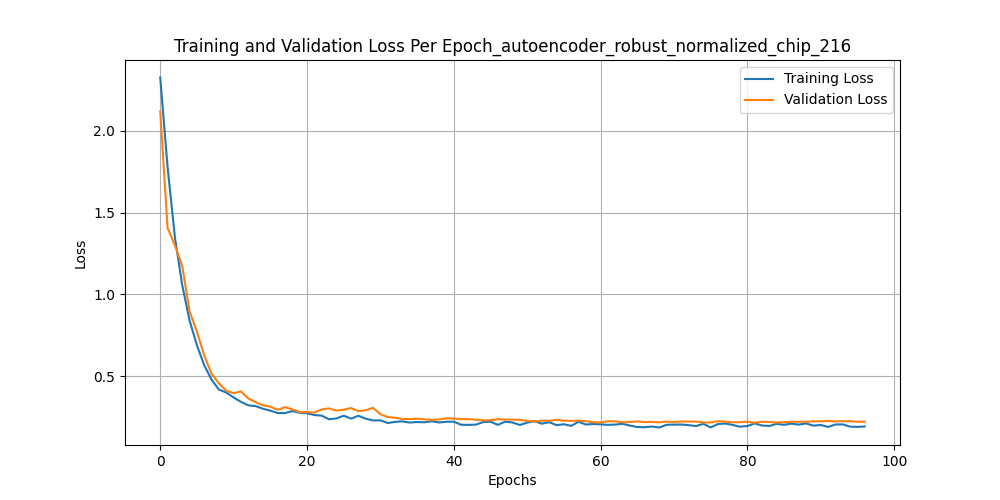 Training and Validation Loss Per Epoch_autoencoder_robust_normalized_chip_216
Training Loss
Validation Loss
2.0
1.5
1.0
0.5
Loss
0
20
40
60
80
100
Epochs